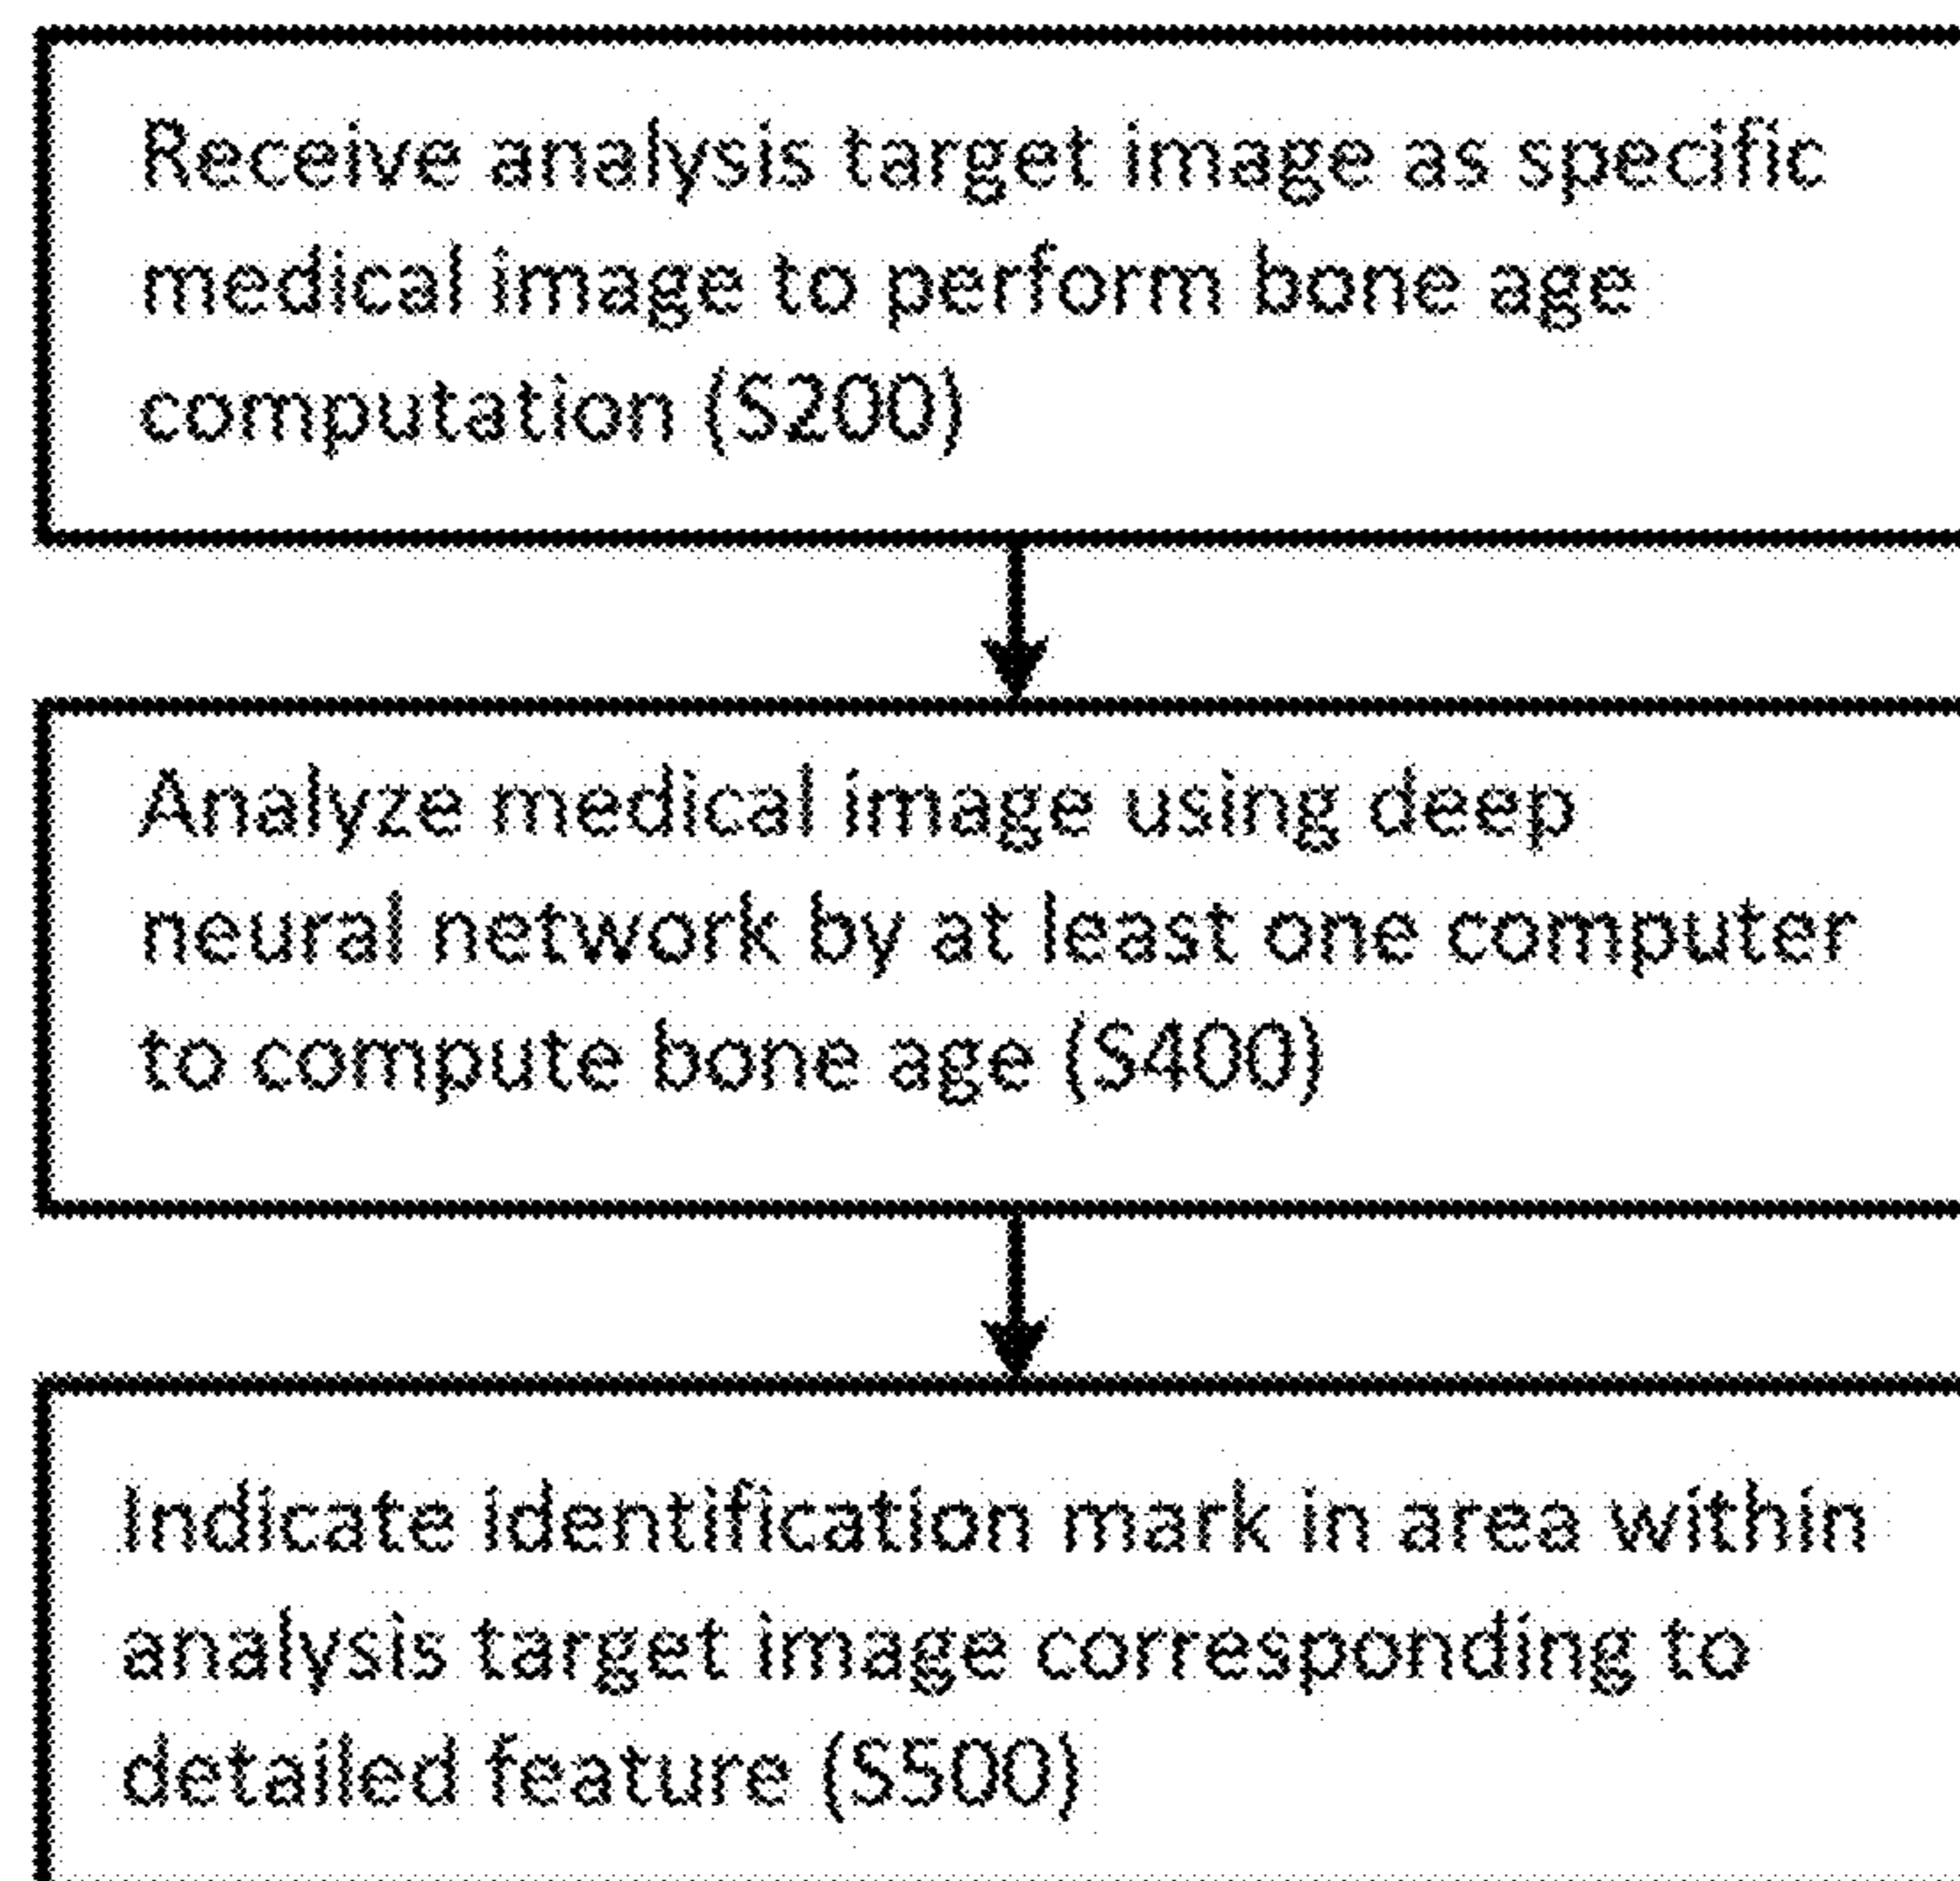 Receive analysis target image as specific
medical image to perform bone age
computation (S200)
Analyze medical image using deep
neural network by at least one computer
to compute bone age (S400)
Indicate identification mark in area within
analysis target image corresponding to
detailed feature (S500)